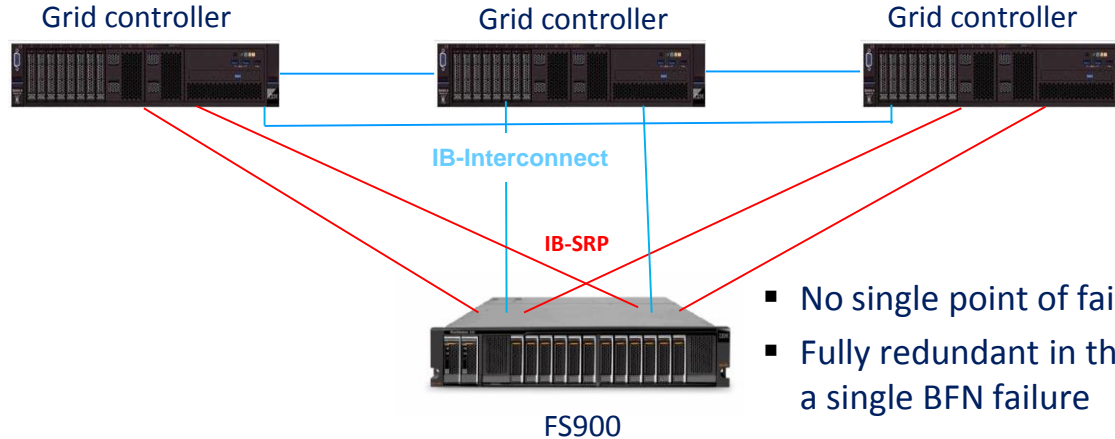 Grid controller
Grid controller
Grid controller
IB-Interconnect
IB-SRP
▪ No single point of fai
▪ Fully redundant in th
a single BFN failure
FS900